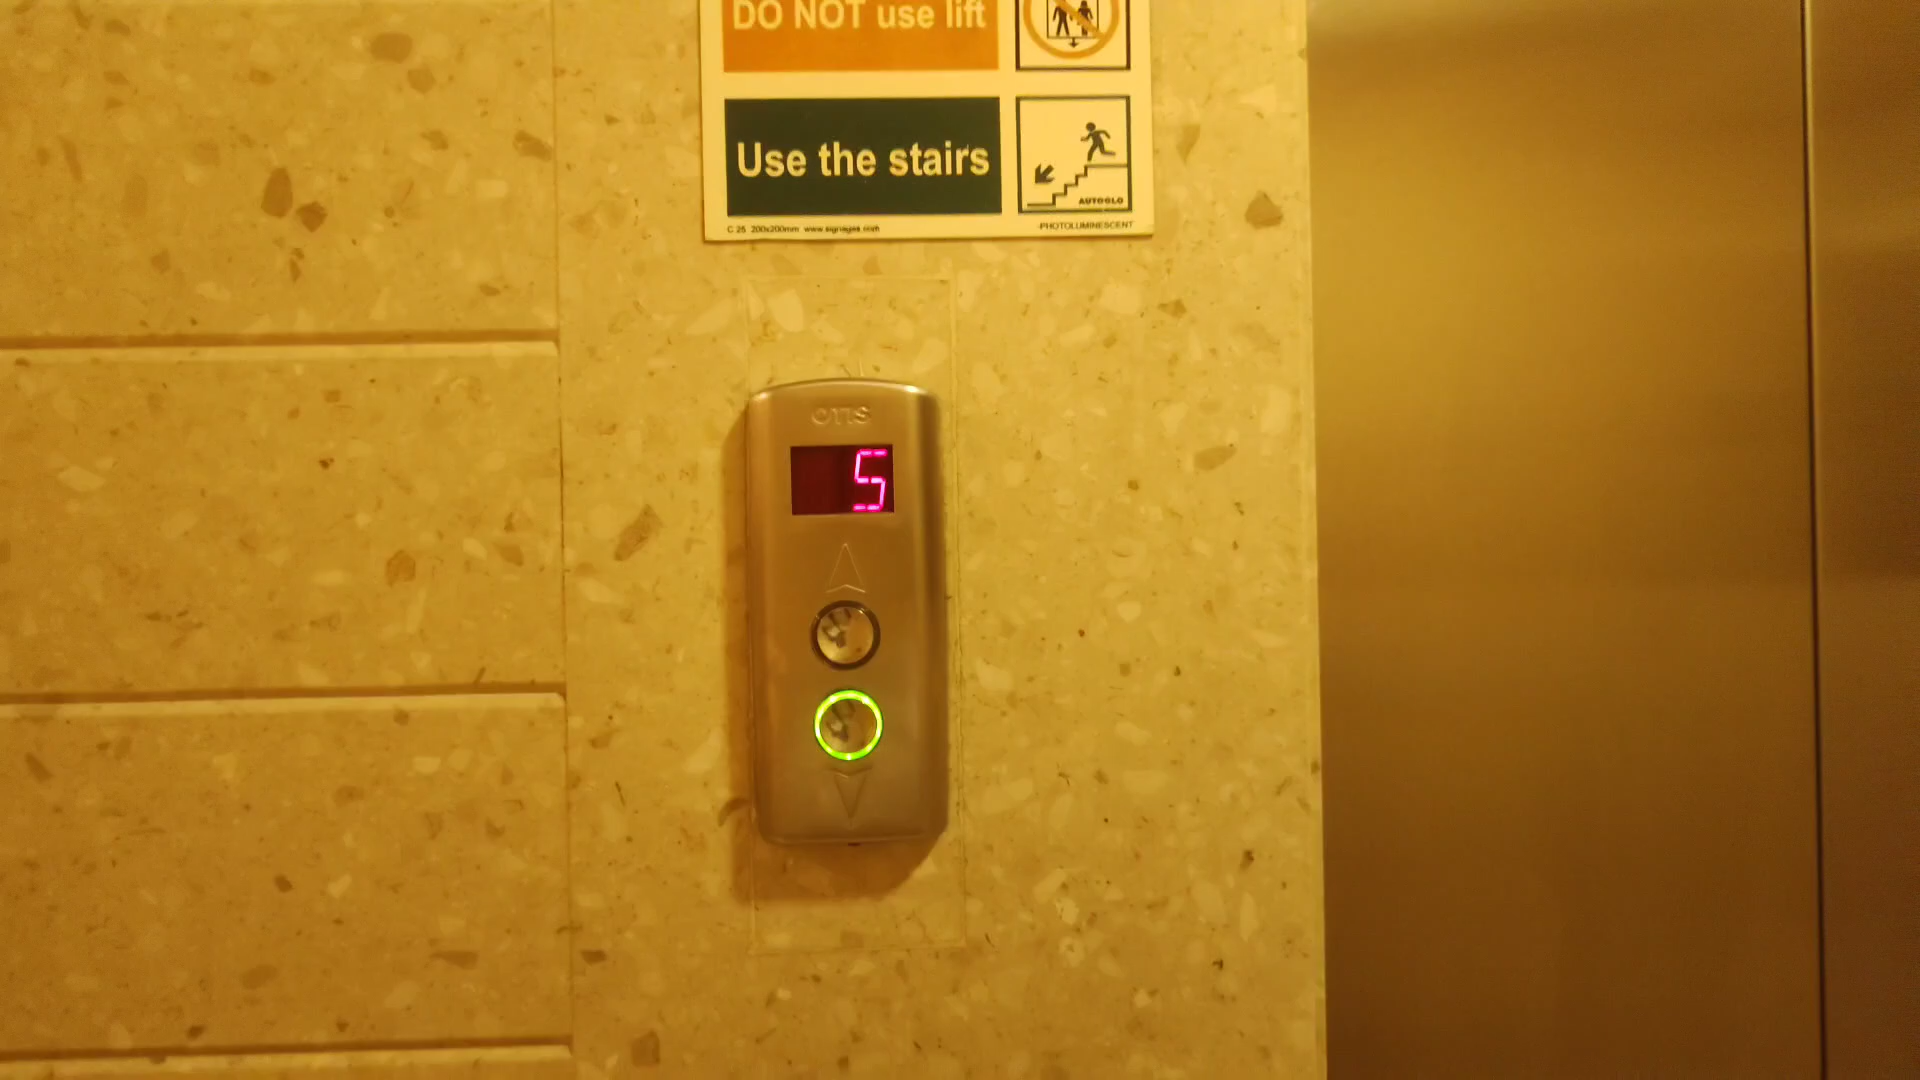 DO NOT use lift
Use the stairs
AUTOGLO
C 25 200x200mm www.signages.com
PHOTOLUMINESCENT
OTIS
5